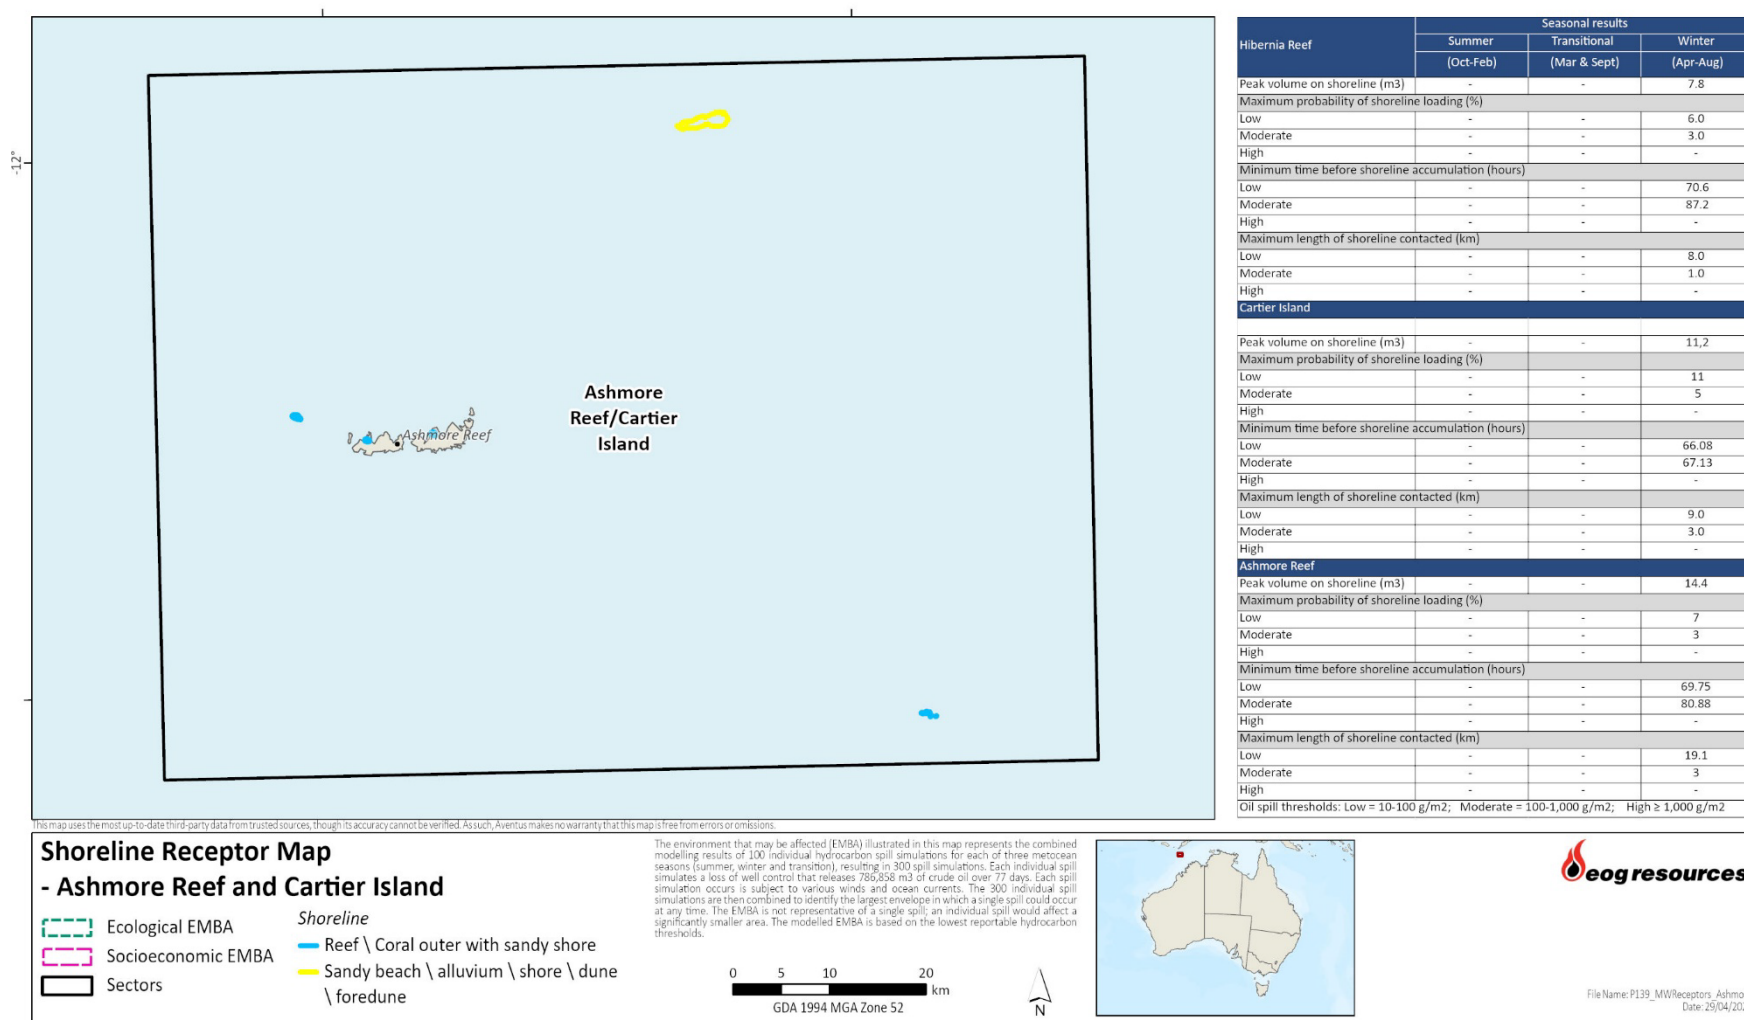 -12°
Ashmore
Reef/Cartier
Island
Ashmore Reef
Hibernia Reef
Seasonal results
Summer Transitional Winter
(Oct-Feb) (Mar & Sept) (Apr-Aug)
Peak volume on shoreline (m3) - - 7.8
Maximum probability of shoreline loading (%)
Low - - 6.0
Moderate - - 3.0
High - - -
Minimum time before shoreline accumulation (hours)
Low - - 70.6
Moderate - - 87.2
High - - -
Maximum length of shoreline contacted (km)
Low - - 8.0
Moderate - - 1.0
High - - -
Cartier Island
Peak volume on shoreline (m3) - - 11,2
Maximum probability of shoreline loading (%)
Low - - 11
Moderate - - 5
High - - -
Minimum time before shoreline accumulation (hours)
Low - - 66.08
Moderate - - 67.13
High - - -
Maximum length of shoreline contacted (km)
Low - - 9.0
Moderate - - 3.0
High - - -
Ashmore Reef
Peak volume on shoreline (m3) - - 14.4
Maximum probability of shoreline loading (%)
Low - - 7
Moderate - - 3
High - - -
Minimum time before shoreline accumulation (hours)
Low - - 69.75
Moderate - - 80.88
High - - -
Maximum length of shoreline contacted (km)
Low - - 19.1
Moderate - - 3
High - - -
Oil spill thresholds: Low = 10-100 g/m2; Moderate = 100-1,000 g/m2; High ≥ 1,000 g/m2
This map uses the most up-to-date third-party data from trusted sources, though its accuracy cannot be verified. As such, Aventus makes no warranty that this map is free from errors or omissions.
Shoreline Receptor Map
- Ashmore Reef and Cartier Island
Ecological EMBA
Socioeconomic EMBA
Sectors
Shoreline
Reef \ Coral outer with sandy shore
Sandy beach \ alluvium \ shore \ dune
\ foredune
The environment that may be affected (EMBA) illustrated in this map represents the combined
modelling results of 100 individual hydrocarbon spill simulations for each of three metocean
seasons (summer, winter and transition), resulting in 300 spill simulations. Each individual spill
simulates a loss of well control that releases 786,858 m3 of crude oil over 77 days. Each spill
simulation occurs is subject to various winds and ocean currents. The 300 individual spill
simulations are then combined to identify the largest envelope in which a single spill could occur
at any time. The EMBA is not representative of a single spill; an individual spill would affect a
significantly smaller area. The modelled EMBA is based on the lowest reportable hydrocarbon
thresholds.
0 5 10 20
km
GDA 1994 MGA Zone 52
N
eog resources
File Name: P139_MWReceptors_Ashmo
Date: 29/04/202